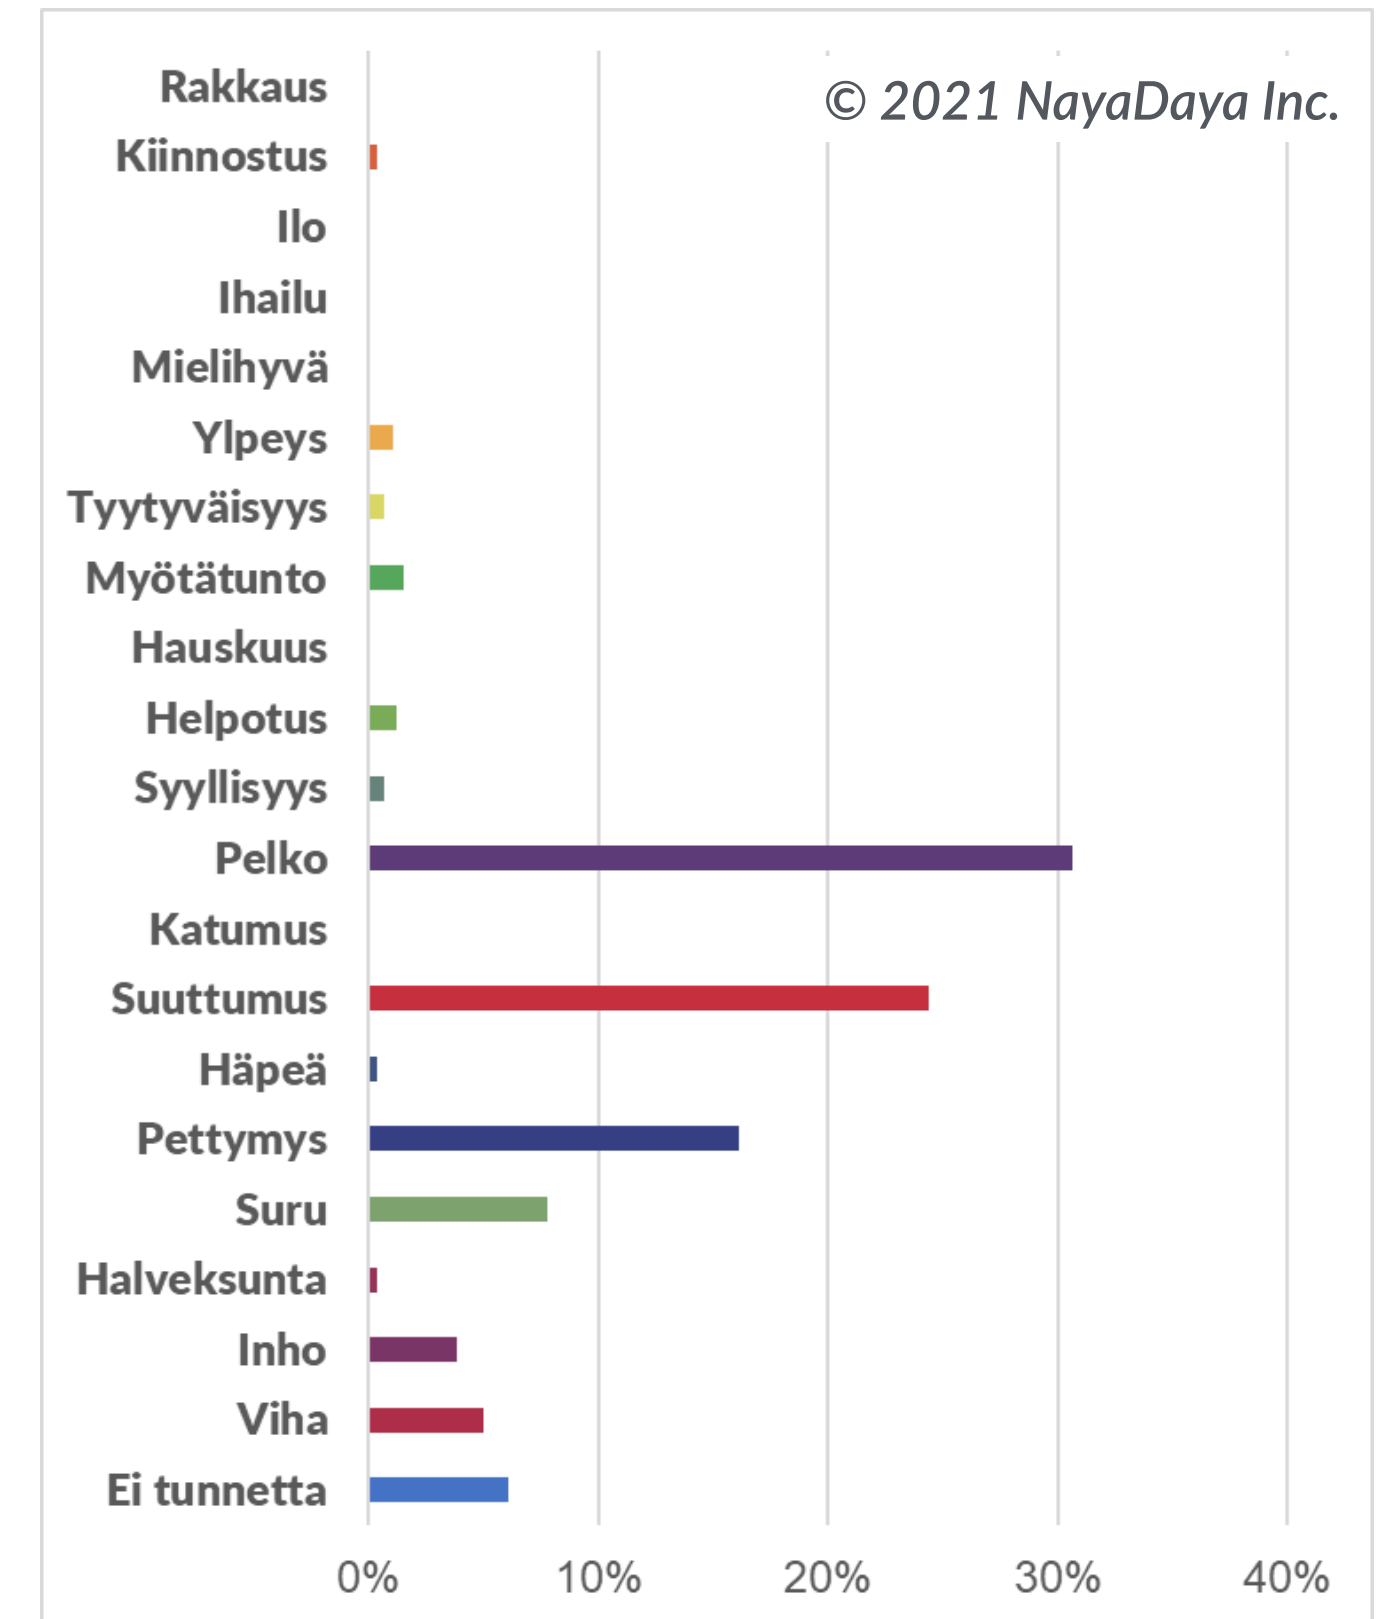 © 2021 NayaDaya Inc.
Rakkaus
Kiinnostus
Ilo
Ihailu
Mielihyvä
Ylpeys
Tyytyväisyys
Myötätunto
Hauskuus
Helpotus
Syyllisyys
Pelko
Katumus
Suuttumus
Häpeä
Pettymys
Suru
Halveksunta
Inho
Viha
Ei tunnetta
0% 10% 20% 30% 40%